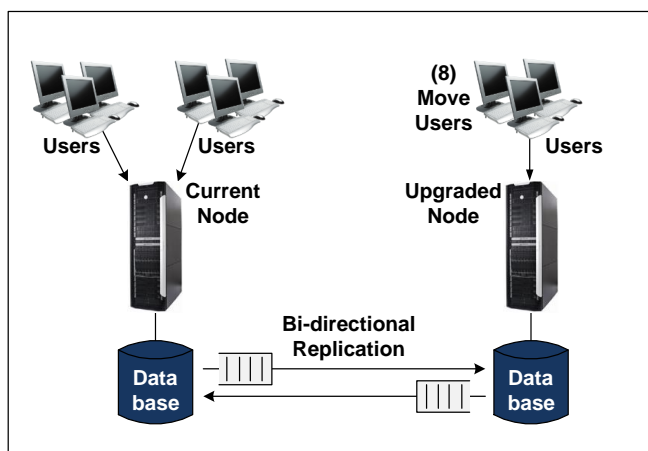 Users
Users
(8)
Move
Users
Users
Current
Node
Upgraded
Node
Bi-directional
Replication
Data
base
Data
base